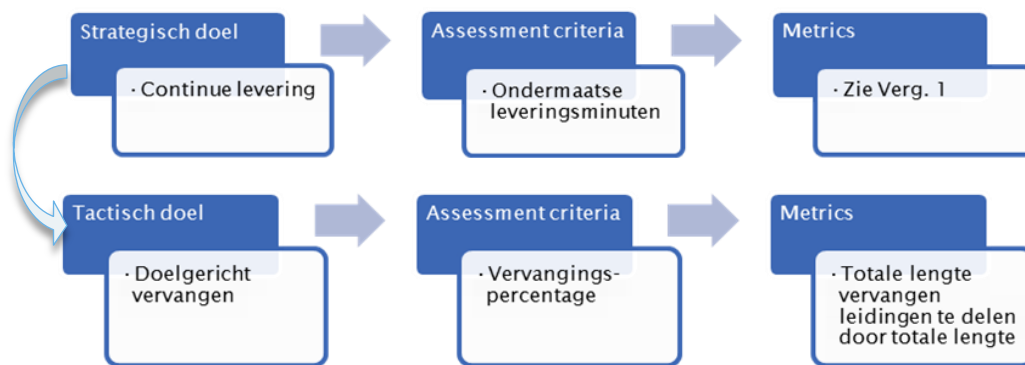 Strategisch doel
· Continue levering
Assessment criteria
· Ondermaatse
leveringsminuten
Metrics
· Zie Verg. 1
Tactisch doel
· Doelgericht
vervangen
Assessment criteria
· Vervangings-
percentage
Metrics
· Totale lengte
vervangen
leidingen te delen
door totale lengte